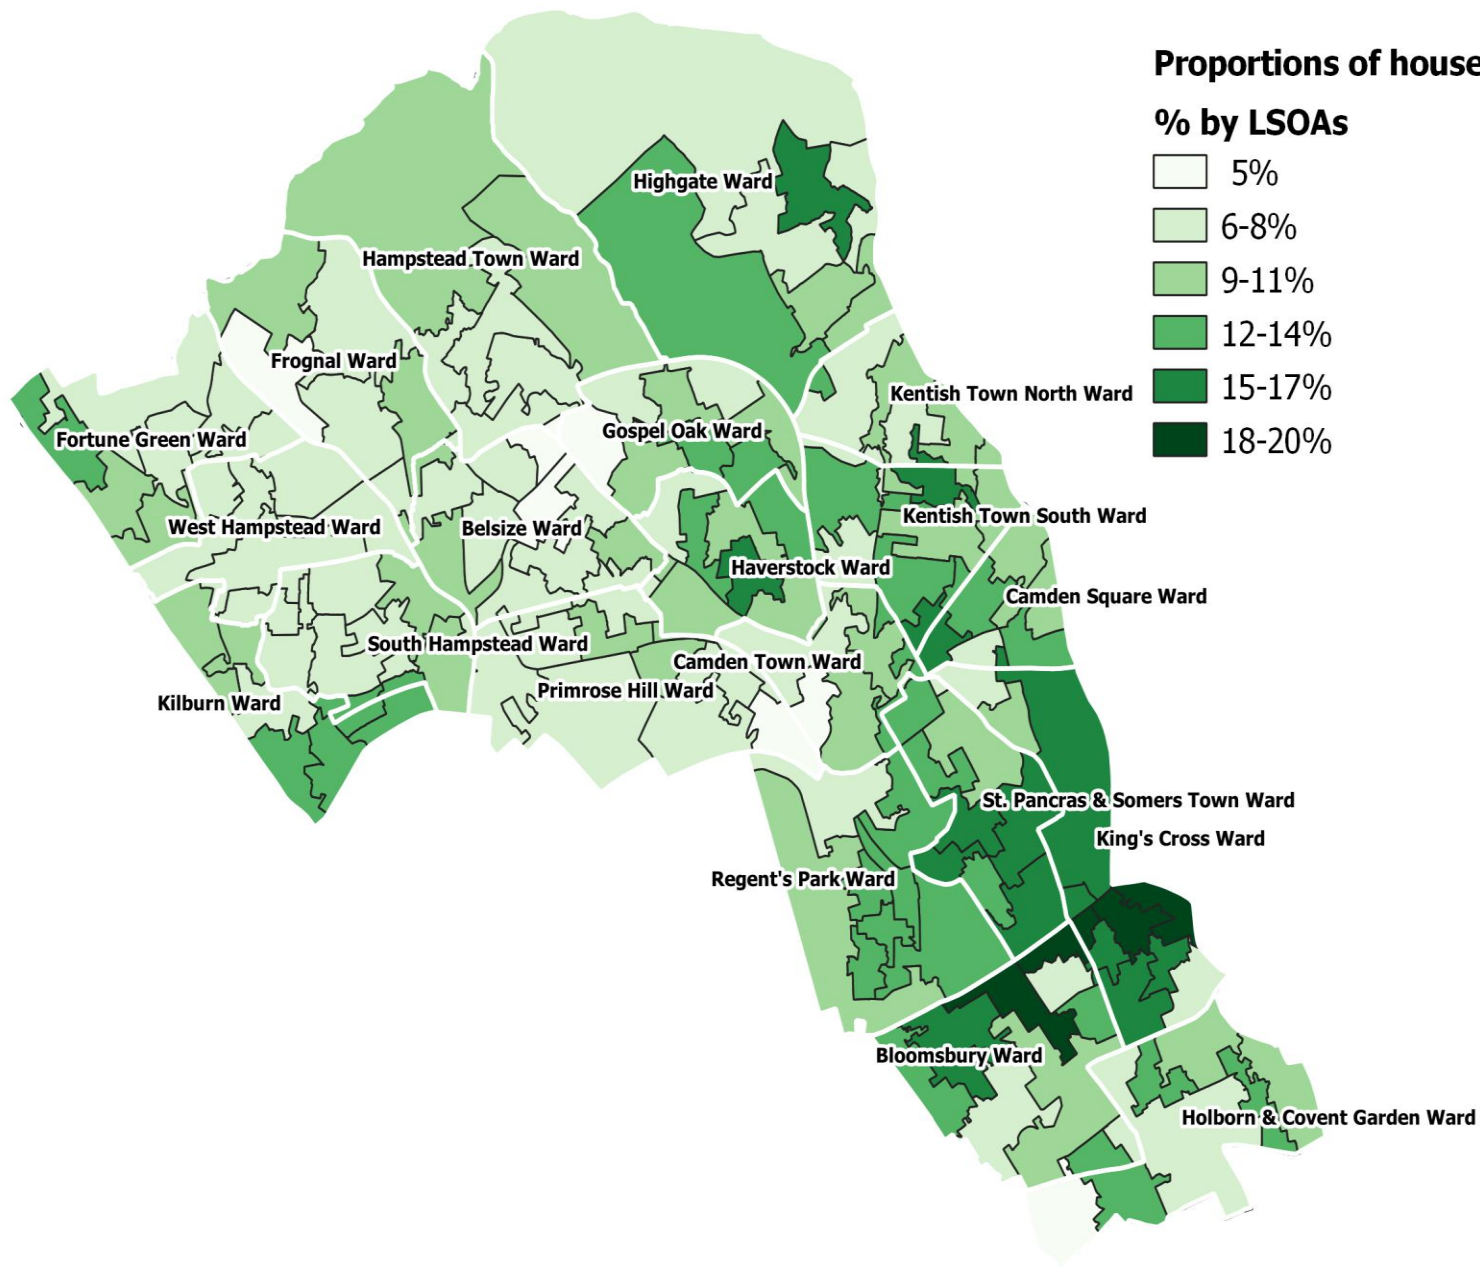 Proportions of house
% by LSOAs
5%
6-8%
9-11%
12-14%
15-17%
18-20%
Highgate Ward
Hampstead Town Ward
Frognal Ward
Kentish Town North Ward
Gospel Oak Ward
Fortune Green Ward
Kentish Town South Ward
West Hampstead Ward
Belsize Ward
Haverstock Ward
Camden Square Ward
South Hampstead Ward
Camden Town Ward
Primrose Hill Ward
Kilburn Ward
St. Pancras & Somers Town Ward
King's Cross Ward
Regent's Park Ward
Bloomsbury Ward
Holborn & Covent Garden Ward